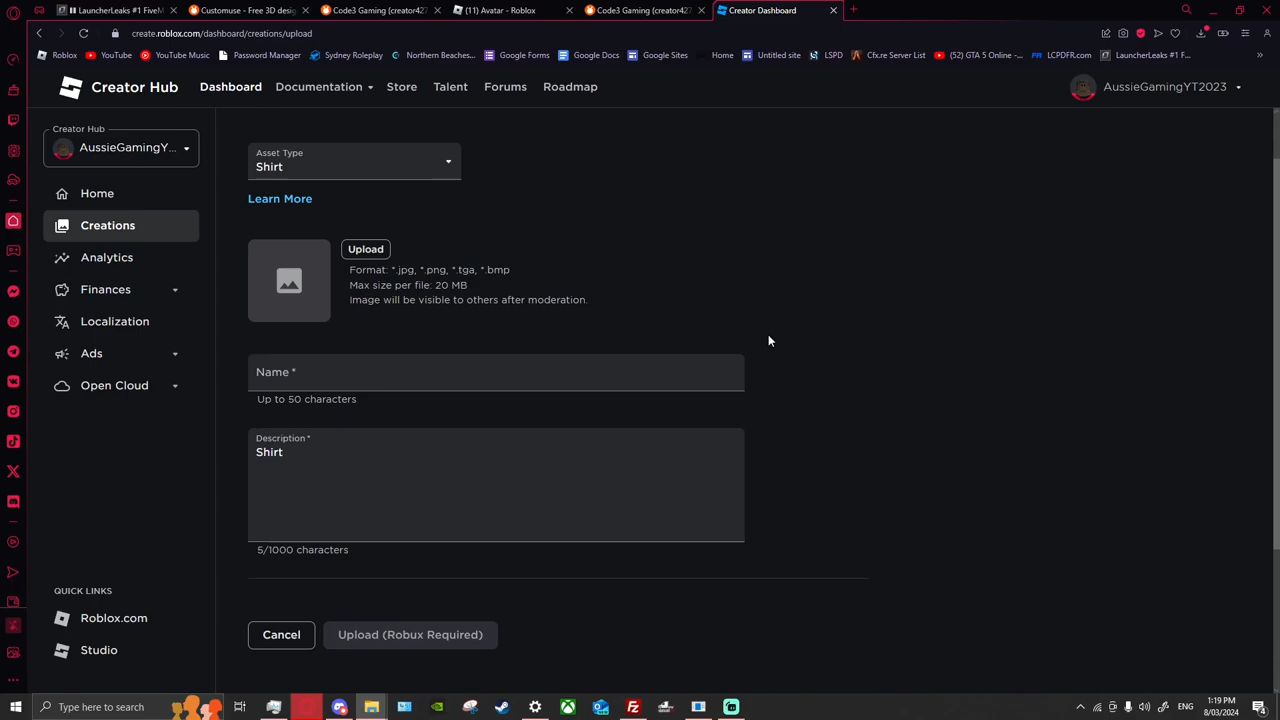 LauncherLeaks #1 FiveM
Customuse - Free 3D desig
Code3 Gaming (creator427
(11) Avatar - Roblox
Code3 Gaming (creator427
Creator Dashboard
create.roblox.com/dashboard/creations/upload
Roblox
YouTube
YouTube Music
Password Manager
Sydney Roleplay
Northern Beaches...
Google Forms
Google Docs
Google Sites
Home
Untitled site
LSPD
Cfx.re Server List
(52) GTA 5 Online -...
LCPDFR.com
LauncherLeaks #1 F...
Creator Hub
Dashboard
Documentation
Store
Talent
Forums
Roadmap
AussieGamingYT2023
Creator Hub
AussieGamingY...
Home
Creations
Analytics
Finances
Localization
Ads
Open Cloud
QUICK LINKS
Roblox.com
Studio
Asset Type
Shirt
Learn More
Upload
Format: *.jpg, *.png, *.tga, *.bmp
Max size per file: 20 MB
Image will be visible to others after moderation.
Name *
Up to 50 characters
Description *
Shirt
5/1000 characters
Cancel
Upload (Robux Required)
Type here to search
ENG
1:19 PM
8/03/2024